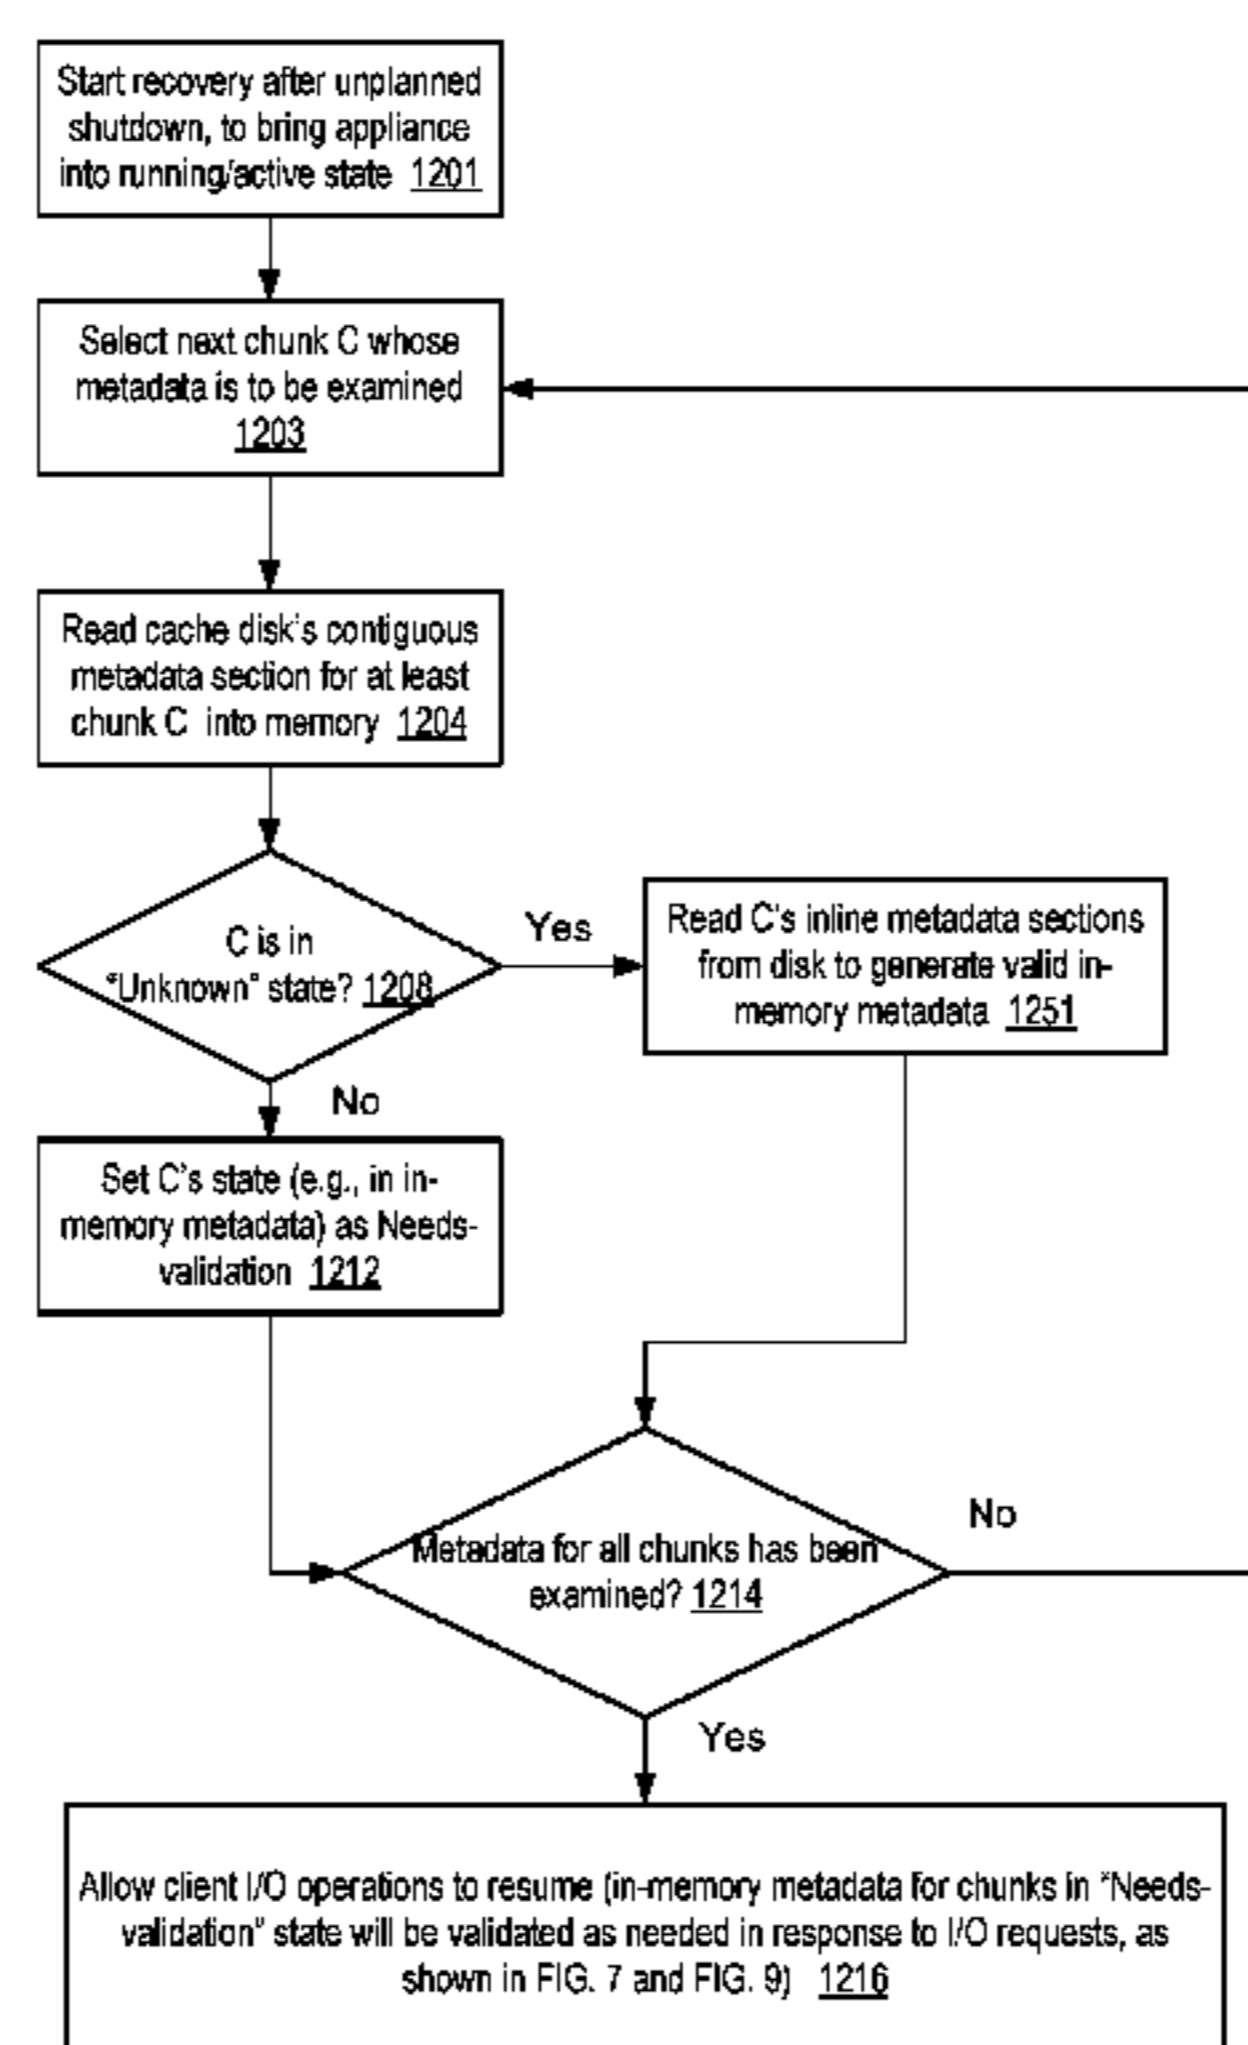 Start recovery after unplanned
shutdown, to bring appliance
into running/active state 1201
Select next chunk C whose
metadata is to be examined
1203
Read cache disk's contiguous
metadata section for at least
chunk C into memory 1204
C is in
"Unknown" state? 1208
Yes
Read C's inline metadata sections
from disk to generate valid in-
memory metadata 1251
No
Set C's state (e.g., in in-
memory metadata) as Needs-
validation 1212
Metadata for all chunks has been
examined? 1214
No
Yes
Allow client I/O operations to resume (in-memory metadata for chunks in "Needs-
validation" state will be validated as needed in response to I/O requests, as
shown in FIG. 7 and FIG. 9) 1216